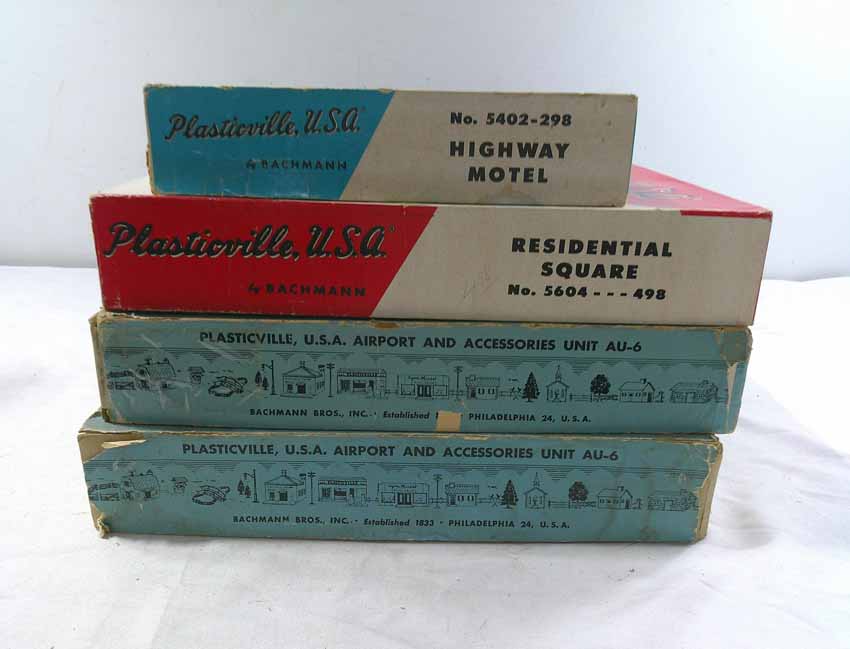 Plasticville, U.S.A.
by BACHMANN
No. 5402-298
HIGHWAY
MOTEL
Plasticville, U.S.A.
by BACHMANN
RESIDENTIAL
SQUARE
No. 5604---498
PLASTICVILLE, U.S.A. AIRPORT AND ACCESSORIES UNIT AU-6
BACHMANN BROS., INC. · Established · PHILADELPHIA 24, U.S.A.
PLASTICVILLE, U.S.A. AIRPORT AND ACCESSORIES UNIT AU-6
BACHMANN BROS., INC. · Established 1833 · PHILADELPHIA 24, U.S.A.